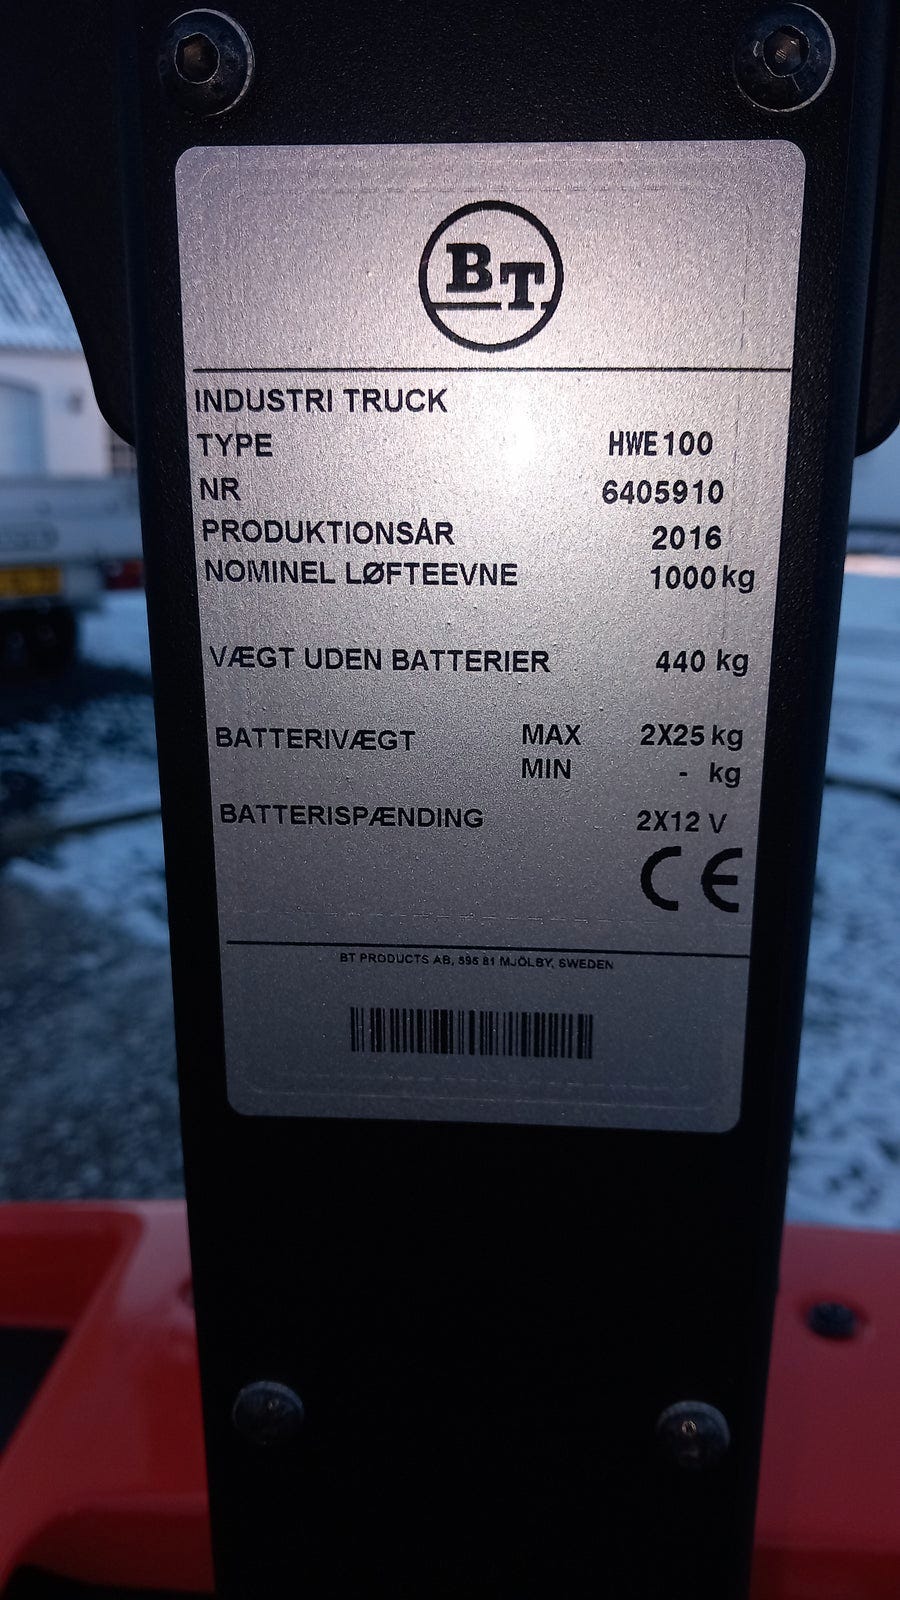 BT
INDUSTRI TRUCK
TYPE HWE100
NR 6405910
PRODUKTIONSÅR 2016
NOMINEL LØFTEEVNE 1000 kg
VÆGT UDEN BATTERIER 440 kg
BATTERIVÆGT MAX 2X25 kg
MIN - kg
BATTERISPÆNDING 2X12 V
CE
BT PRODUCTS AB, 595 81 MJÖLBY, SWEDEN